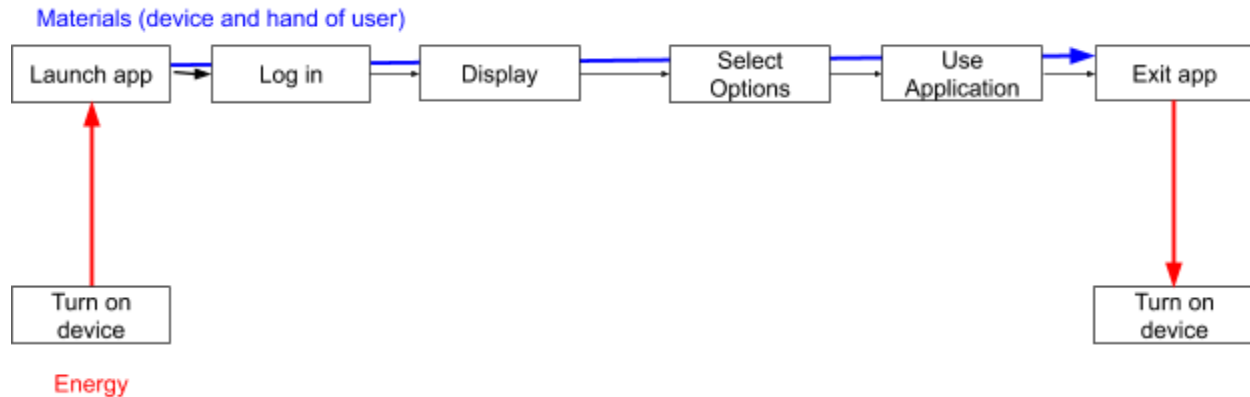 Materials (device and hand of user)
Launch app
Log in
Display
Select
Options
Use
Application
Exit app
Turn on
device
Turn on
device
Energy